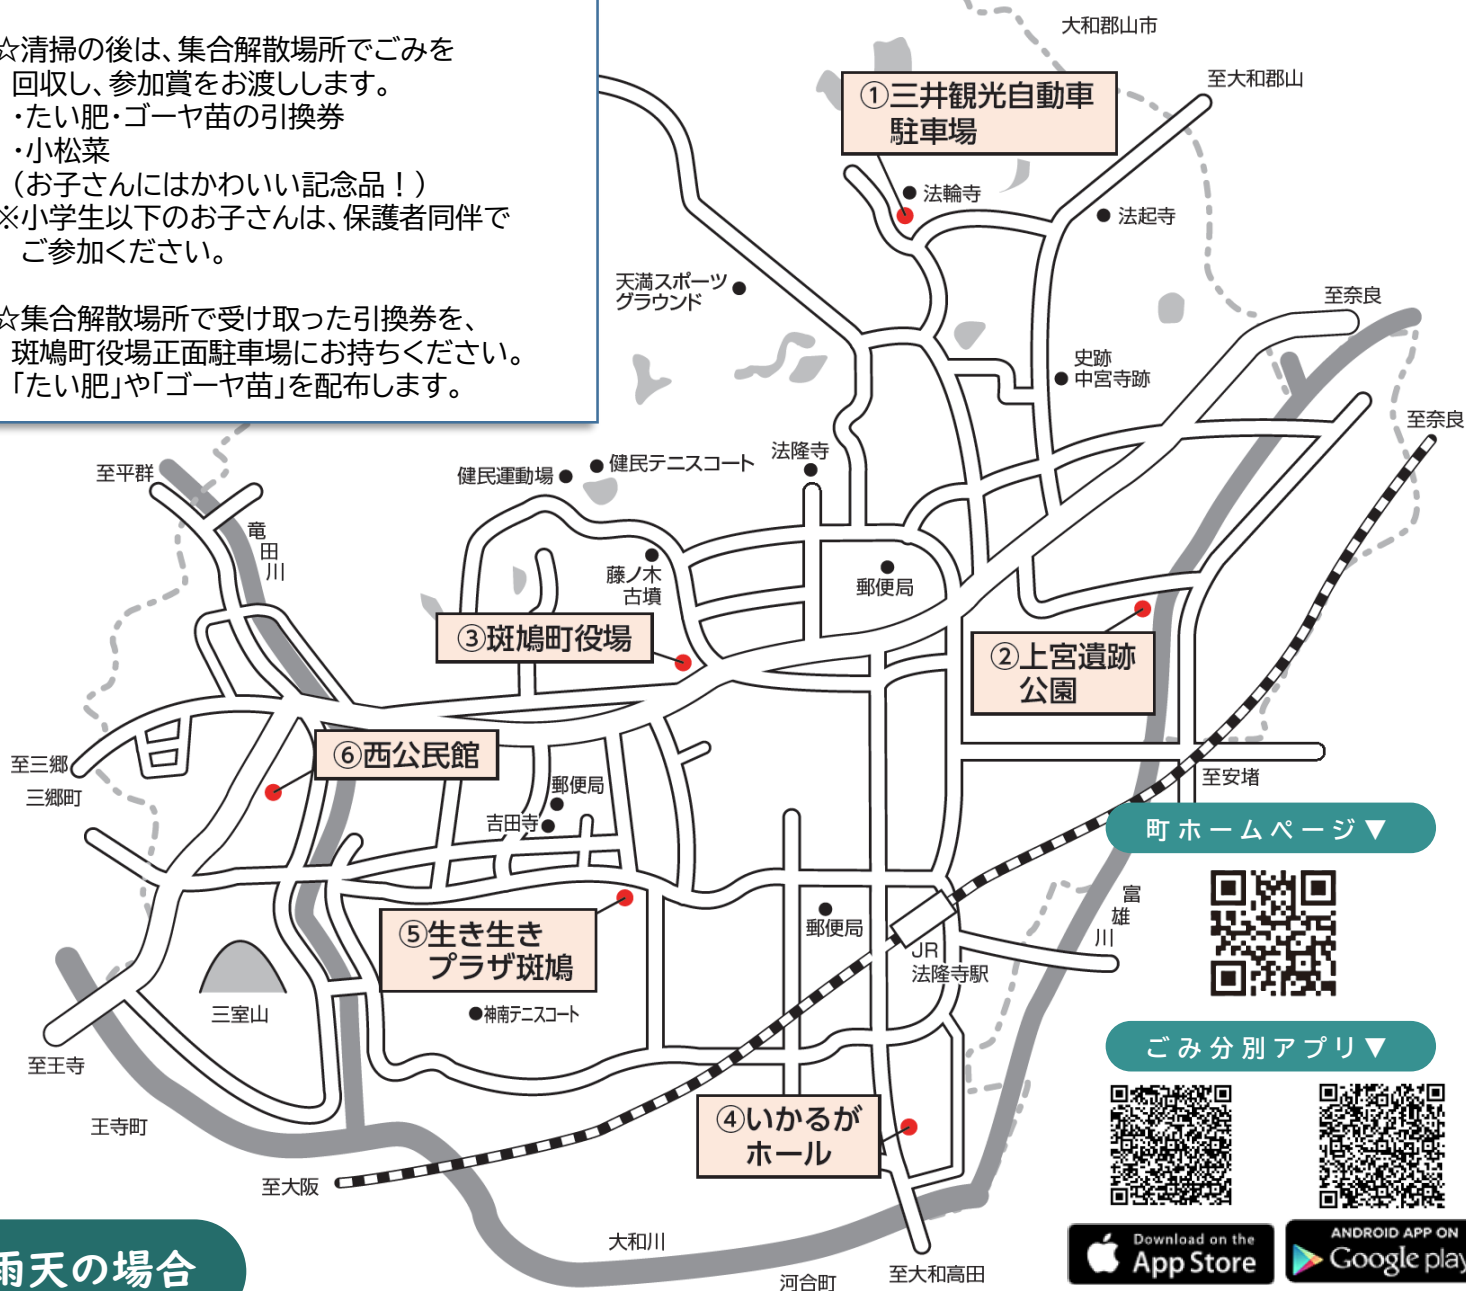 ☆清掃の後は、集合解散場所でごみを
回収し、参加賞をお渡しします。
・たい肥・ゴーヤ苗の引換券
・小松菜
（お子さんにはかわいい記念品！）
※小学生以下のお子さんは、保護者同伴で
ご参加ください。
☆集合解散場所で受け取った引換券を、
斑鳩町役場正面駐車場にお持ちください。
「たい肥」や「ゴーヤ苗」を配布します。
大和郡山市
至大和郡山
①三井観光自動車
駐車場
法輪寺
法起寺
天満スポーツ
グラウンド
至奈良
史跡
中宮寺跡
至奈良
至平群
健民運動場
健民テニスコート
法隆寺
竜田川
藤ノ木
古墳
郵便局
③斑鳩町役場
②上宮遺跡
公園
至三郷
三郷町
⑥西公民館
郵便局
吉田寺
至安堵
町ホームページ▼
⑤生き生き
プラザ斑鳩
郵便局
JR
法隆寺駅
富雄川
三室山
神南テニスコート
ごみ分別アプリ▼
至王寺
王寺町
④いかるが
ホール
至大阪
大和川
河合町
至大和高田
雨天の場合
Download on the
App Store
ANDROID APP ON
Google play